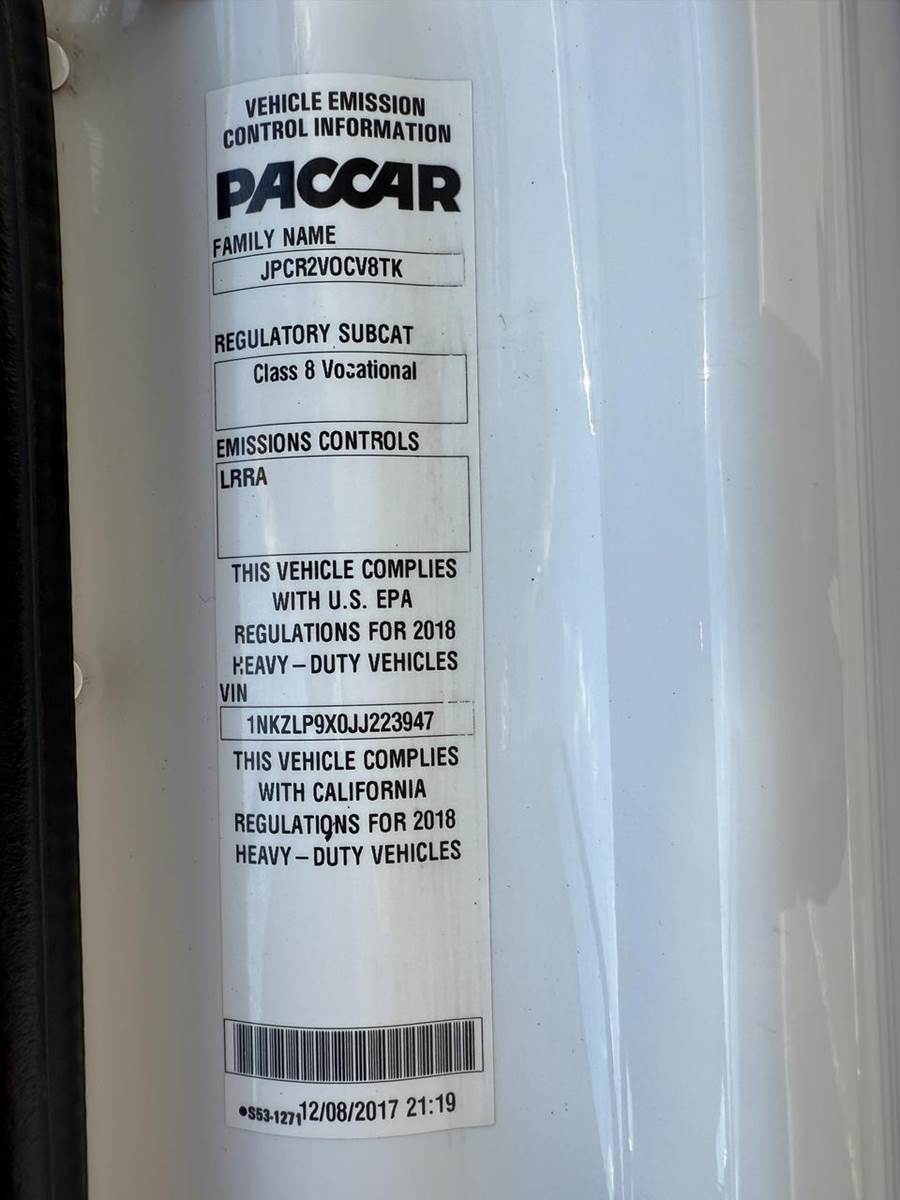 VEHICLE EMISSION
CONTROL INFORMATION
PACCAR
FAMILY NAME
JPCR2VOCV8TK
REGULATORY SUBCAT
Class 8 Vocational
EMISSIONS CONTROLS
LRRA
THIS VEHICLE COMPLIES
WITH U.S. EPA
REGULATIONS FOR 2018
HEAVY – DUTY VEHICLES
VIN
1NKZLP9X0JJ223947
THIS VEHICLE COMPLIES
WITH CALIFORNIA
REGULATIONS FOR 2018
HEAVY – DUTY VEHICLES
●S53-1271 12/08/2017 21:19